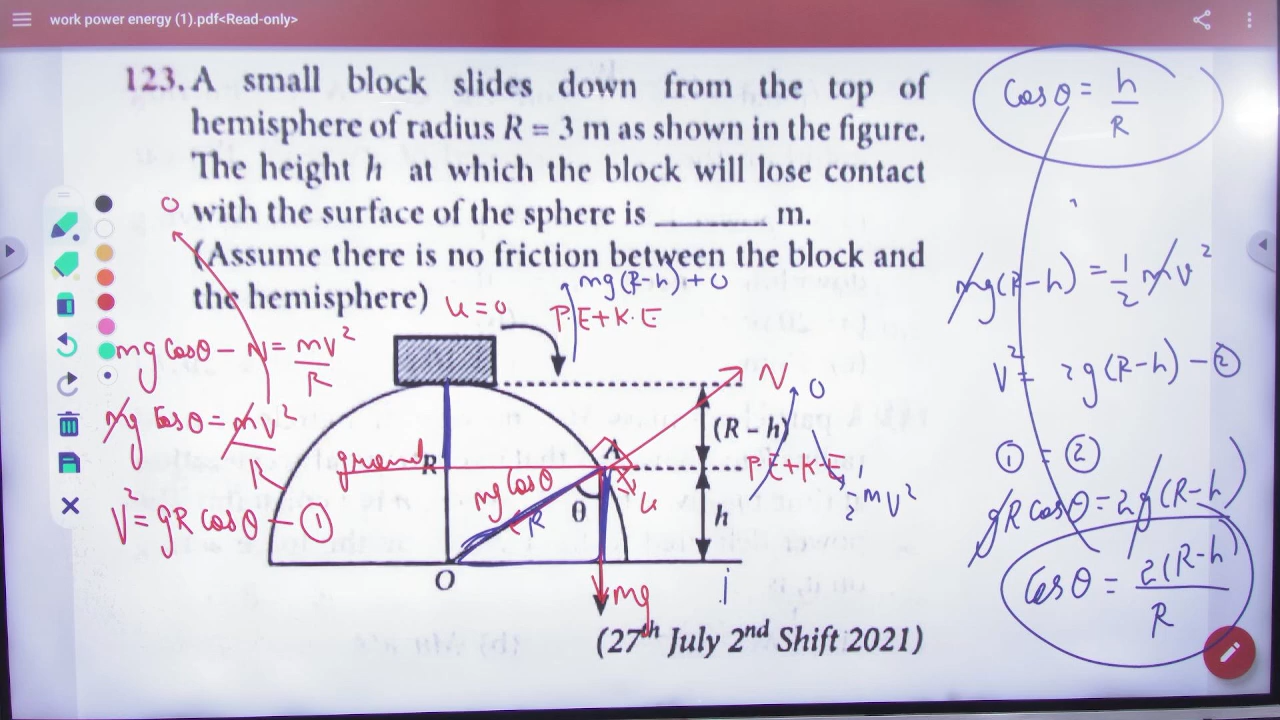 work power energy (1).pdf<Read-only>
123. A small block slides down from the top of
hemisphere of radius R = 3 m as shown in the figure.
The height h at which the block will lose contact
with the surface of the sphere is ______ m.
(Assume there is no friction between the block and
the hemisphere)
0
u = 0
mg(R-h) + 0
P.E + K.E
mg cosθ - N = mv²/R
mg cosθ = mv²/R
V² = gR cosθ - ①
ground
R
mg cosθ
R
θ
A
N
u
0
(R – h)
P.E + K.E
1/2 mv²
h
O
mg
(27th July 2nd Shift 2021)
cosθ = h/R
mg(R-h) = 1/2 mv²
V² = 2g(R-h) - ②
① = ②
gR cosθ = 2g(R-h)
cosθ = 2(R-h)/R